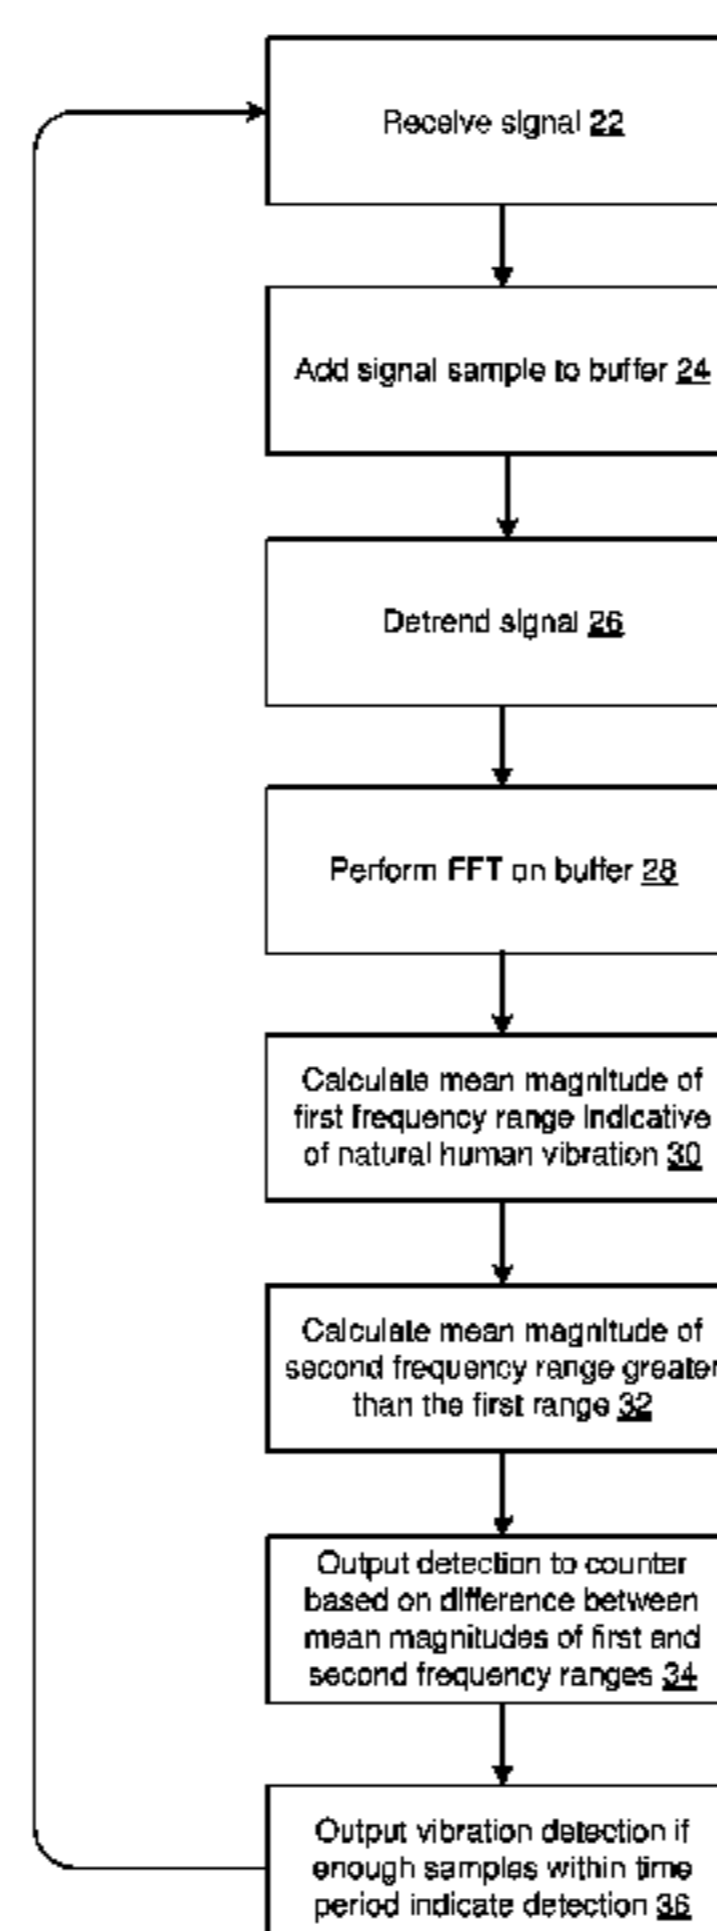 Receive signal 22
Add signal sample to buffer 24
Detrend signal 26
Perform FFT on buffer 28
Calculate mean magnitude of
first frequency range indicative
of natural human vibration 30
Calculate mean magnitude of
second frequency range greater
than the first range 32
Output detection to counter
based on difference between
mean magnitudes of first and
second frequency ranges 34
Output vibration detection if
enough samples within time
period indicate detection 36